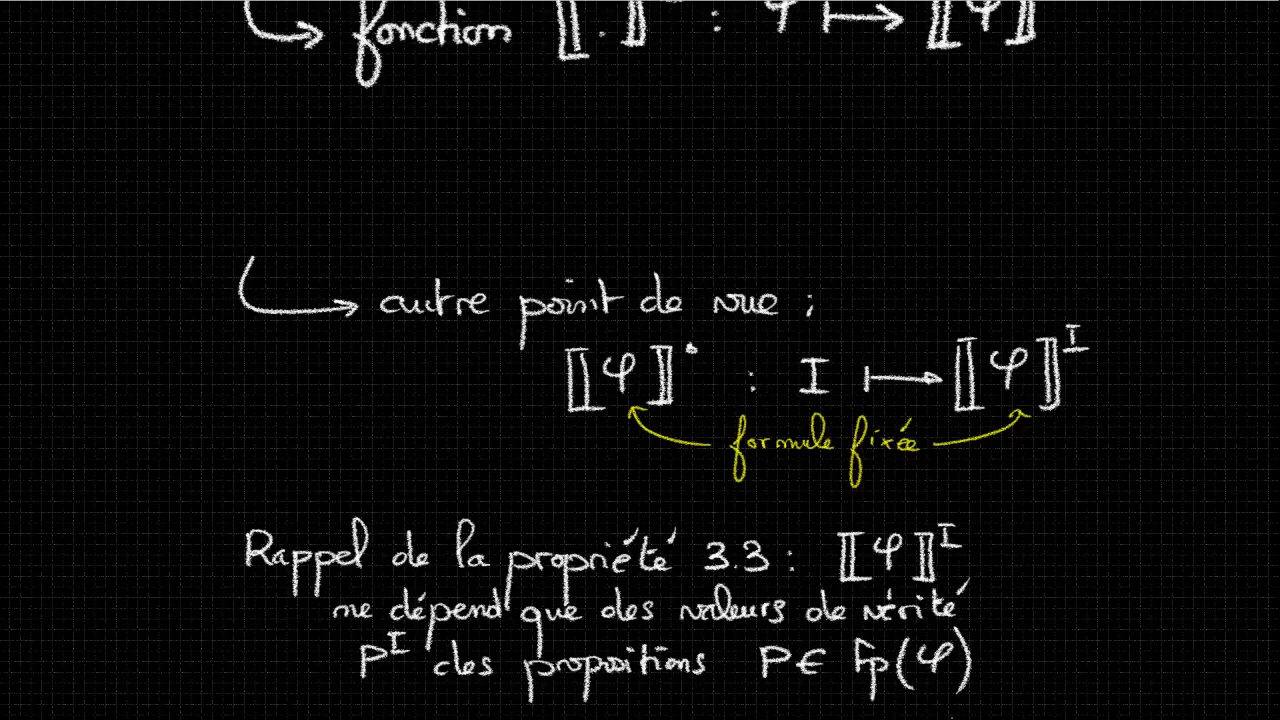 fonction ⟦.⟧ : φ ↦ ⟦φ⟧
autre point de vue :
⟦φ⟧• : I ↦ ⟦φ⟧ᴵ
formule fixée
Rappel de la propriété 3.3 : ⟦φ⟧ᴵ
ne dépend que des valeurs de vérité
Pᴵ des propositions P ∈ Fp(φ)